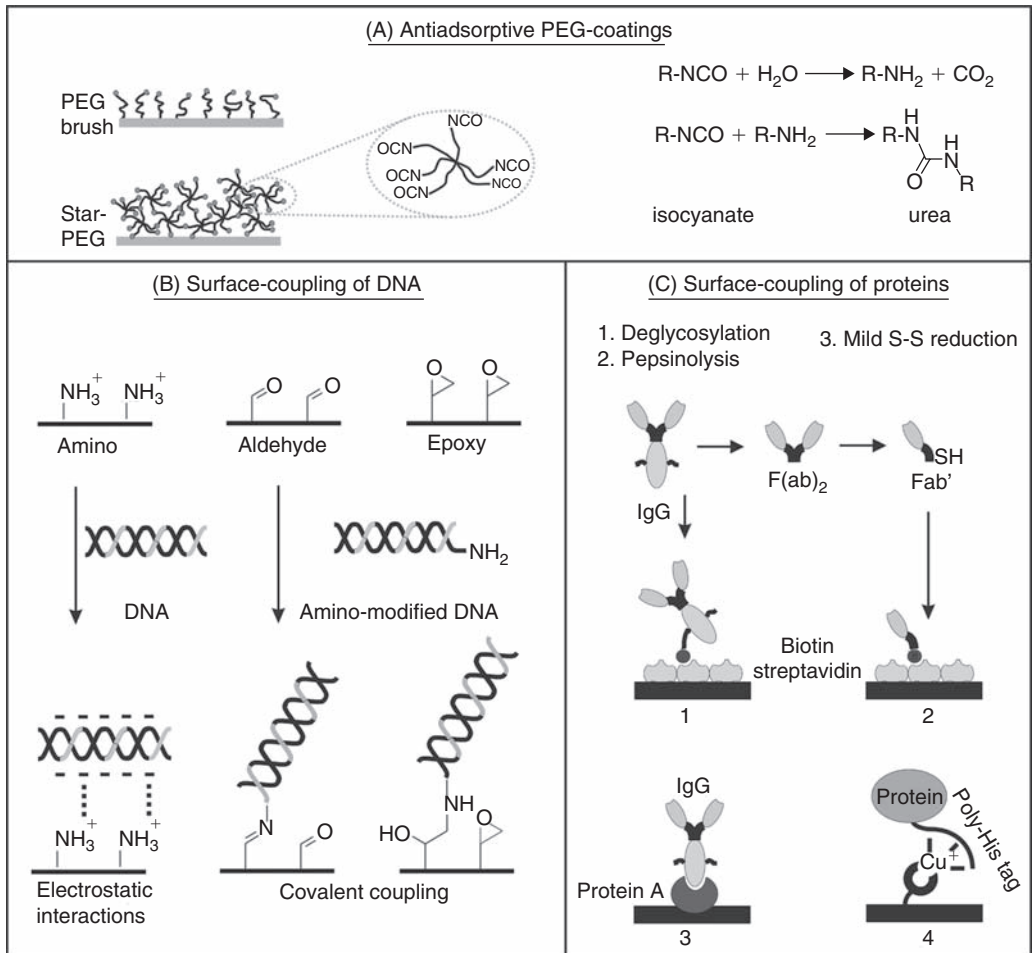 (A) Antiadsorptive PEG-coatings
PEG
brush
Star-
PEG
NCO
OCN
OCN
NCO
OCN
NCO
R-NCO + H₂O → R-NH₂ + CO₂
R-NCO + R-NH₂ →
H
R-N
H
N
O
R
isocyanate
urea
(B) Surface-coupling of DNA
NH₃⁺ NH₃⁺
Amino
O O
Aldehyde
O O
Epoxy
DNA
NH₂
Amino-modified DNA
NH₃⁺ NH₃⁺
Electrostatic
interactions
N O
NH
HO O
Covalent coupling
(C) Surface-coupling of proteins
1. Deglycosylation
2. Pepsinolysis
3. Mild S-S reduction
IgG
F(ab)₂
SH
Fab'
Biotin
streptavidin
1
2
IgG
Protein A
3
Protein
Poly-His tag
Cu⁺
4